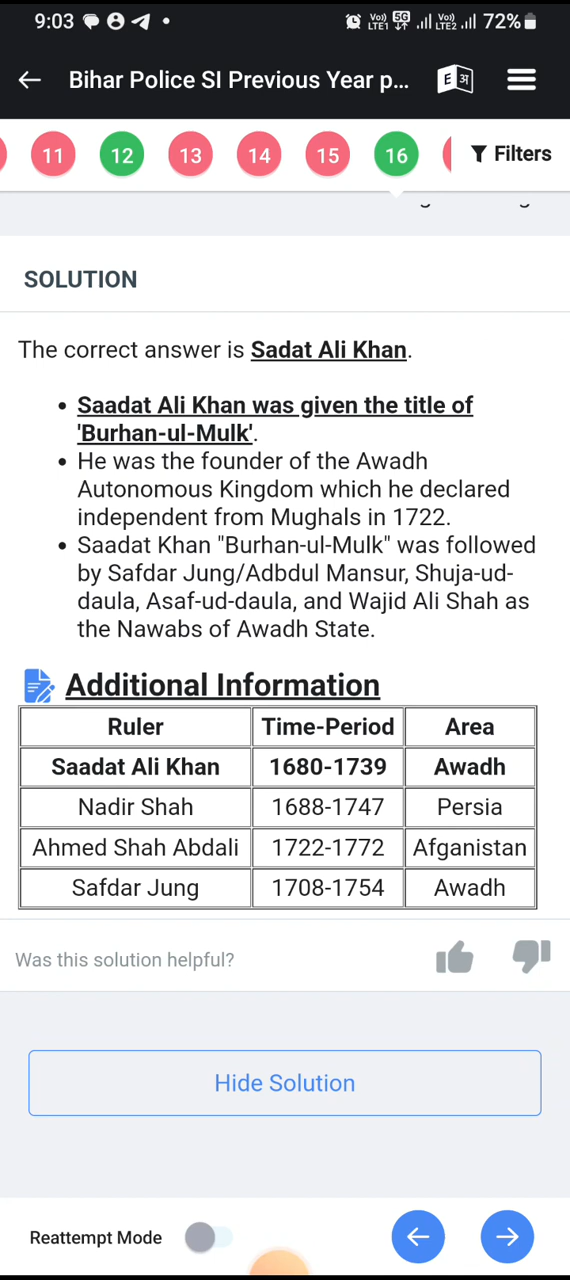 9:03 Vo) LTE1 5G Vo) LTE2 72%
Bihar Police SI Previous Year p... E अ
11 12 13 14 15 16 Filters
SOLUTION
The correct answer is Sadat Ali Khan.
• Saadat Ali Khan was given the title of
'Burhan-ul-Mulk'.
• He was the founder of the Awadh
Autonomous Kingdom which he declared
independent from Mughals in 1722.
• Saadat Khan "Burhan-ul-Mulk" was followed
by Safdar Jung/Adbdul Mansur, Shuja-ud-
daula, Asaf-ud-daula, and Wajid Ali Shah as
the Nawabs of Awadh State.
Additional Information
Ruler Time-Period Area
Saadat Ali Khan 1680-1739 Awadh
Nadir Shah 1688-1747 Persia
Ahmed Shah Abdali 1722-1772 Afganistan
Safdar Jung 1708-1754 Awadh
Was this solution helpful?
Hide Solution
Reattempt Mode